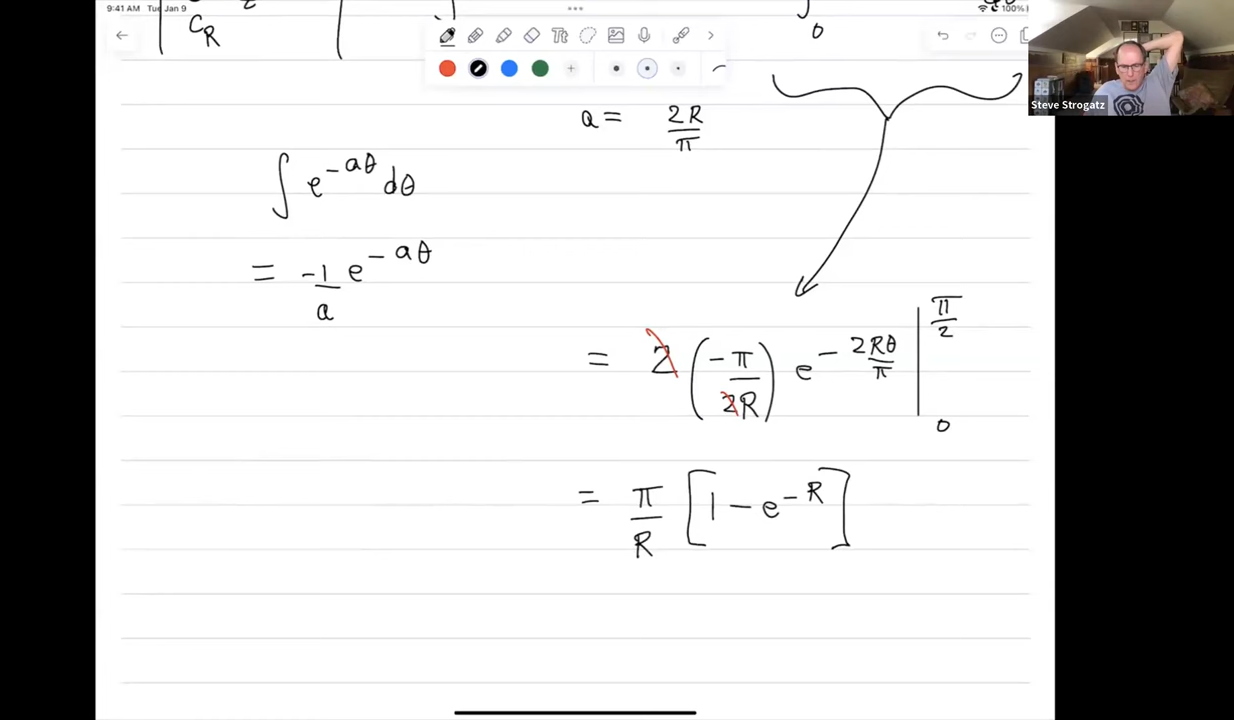 9:41 AM Tue Jan 9
100%
C_R
0
Steve Strogatz
a = 2R/π
∫ e^{-aθ} dθ
= -1/a e^{-aθ}
= 2 (-π/2R) e^{-2Rθ/π} |_0^{π/2}
= π/R [1 - e^{-R}]